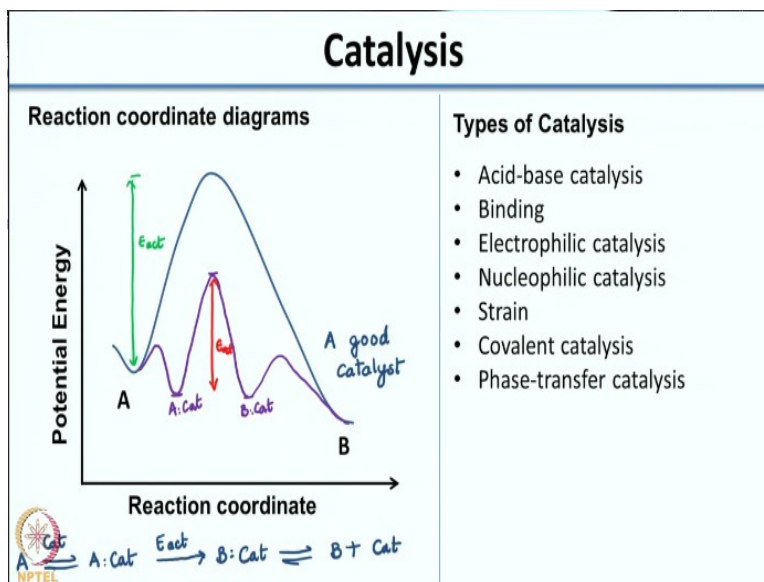 Catalysis
Reaction coordinate diagrams
Potential Energy
Eact
Eact
A
A:Cat
B:Cat
A good
catalyst
B
Reaction coordinate
A Cat ⇌ A:Cat Eact → B:Cat ⇌ B + Cat
NPTEL
Types of Catalysis
• Acid-base catalysis
• Binding
• Electrophilic catalysis
• Nucleophilic catalysis
• Strain
• Covalent catalysis
• Phase-transfer catalysis